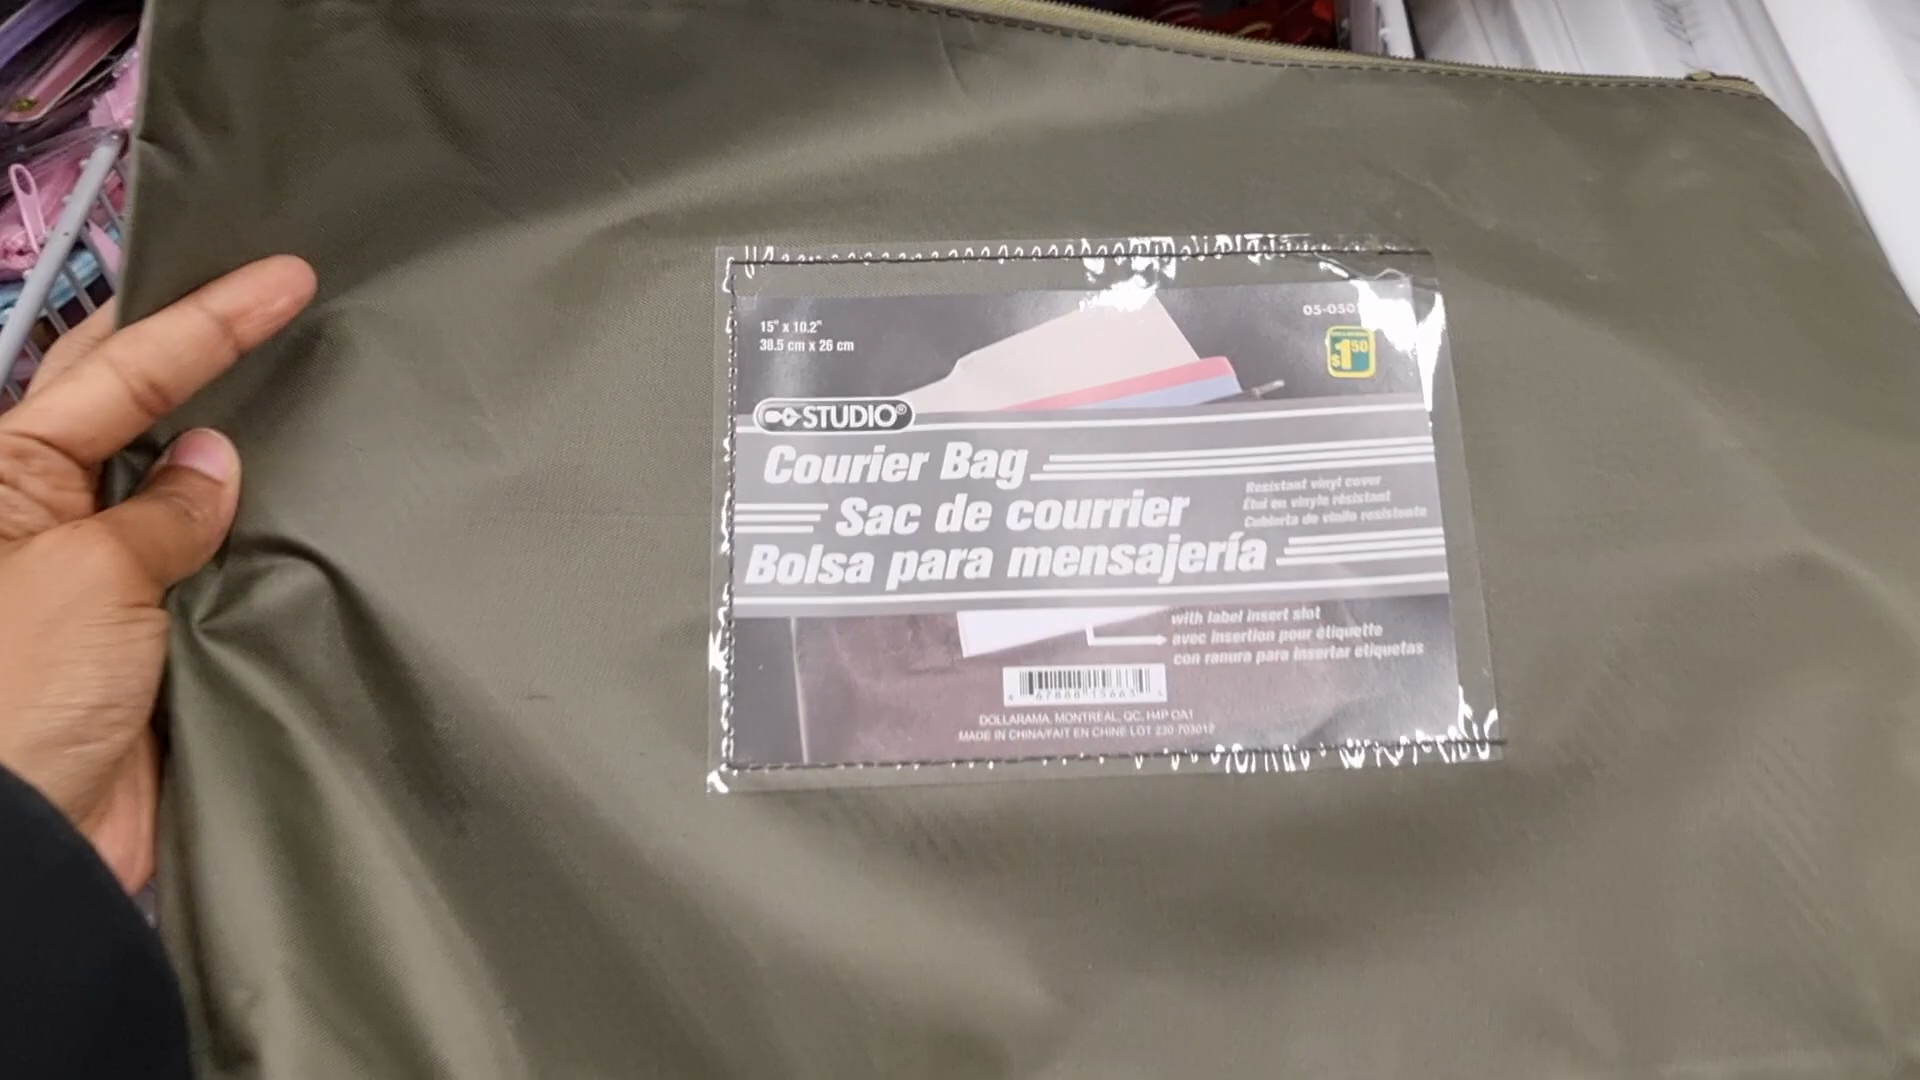 15" x 10.2"
38.5 cm x 26 cm
$1.50
STUDIO®
Courier Bag
Sac de courrier
Bolsa para mensajería
Resistant vinyl cover
Étui en vinyle résistant
Cubierta de vinilo resistente
with label insert slot
avec insertion pour étiquette
con ranura para insertar etiquetas
DOLLARAMA, MONTREAL, QC, H4P 0A1
MADE IN CHINA/FAIT EN CHINE LOT 230 703012